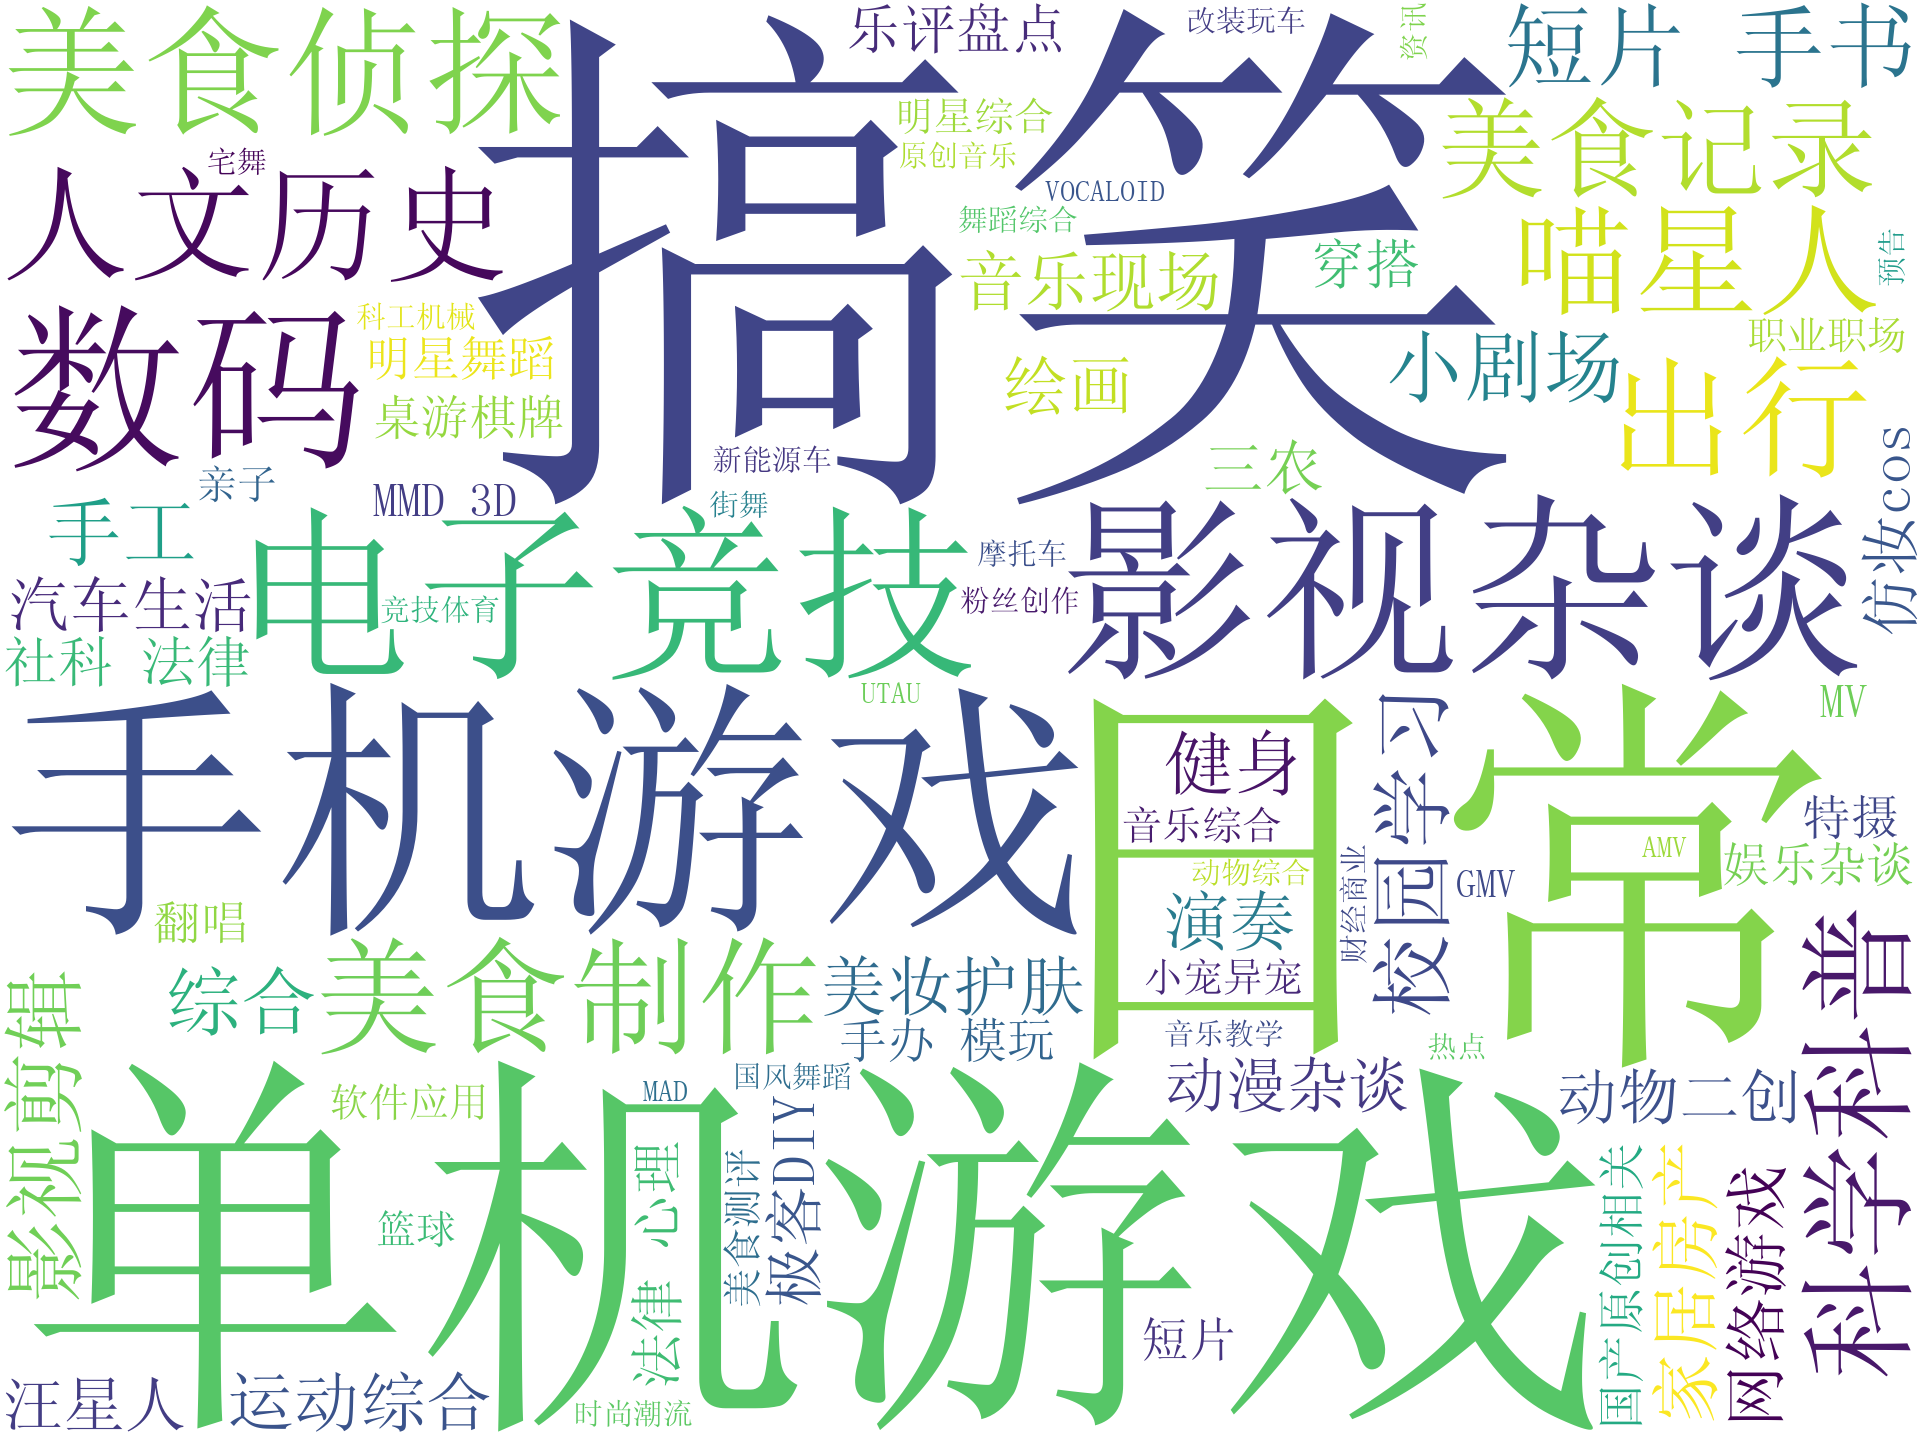 美食侦探
搞笑
乐评盘点
改装玩车
资讯
短片 手书
人文历史
宅舞
明星综合
原创音乐
VOCALOID
舞蹈综合
美食记录
喵星人
预告
数码
科工机械
明星舞蹈
桌游棋牌
音乐现场
穿搭
绘画
小剧场
职业职场
出行
亲子
MMD 3D
新能源车
街舞
三农
仿妆cos
手工
电子竞技
摩托车
影视杂谈
汽车生活
竞技体育
粉丝创作
社科 法律 心理
手机游戏
UTAU
日常
健身
音乐综合
动物综合
演奏
小宠异宠
音乐教学
校园学习
财经商业
GMV
MV
特摄
AMV
娱乐杂谈
翻唱
影视剪辑
综合
美食制作
美妆护肤
手办 模玩
热点
动漫杂谈
动物二创
科学科普
单机游戏
软件应用
MAD
国风舞蹈
极客DIY
美食测评
篮球
法律 心理
短片
国产原创相关
家居房产
网络游戏
汪星人
运动综合
时尚潮流